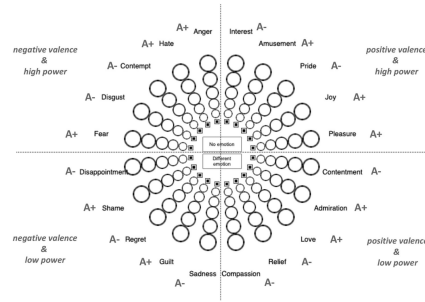 A+ Anger Interest A-
A+ Hate Amusement A+
negative valence
&
high power
positive valence
&
high power
A- Contempt Pride A-
A- Disgust Joy A+
A+ Fear Pleasure A+
No emotion
Different
emotion
A- Disappointment Contentment A-
A+ Shame Admiration A+
A- Regret Love A+
negative valence
&
low power
positive valence
&
low power
A+ Guilt Relief A-
Sadness Compassion
A- A-